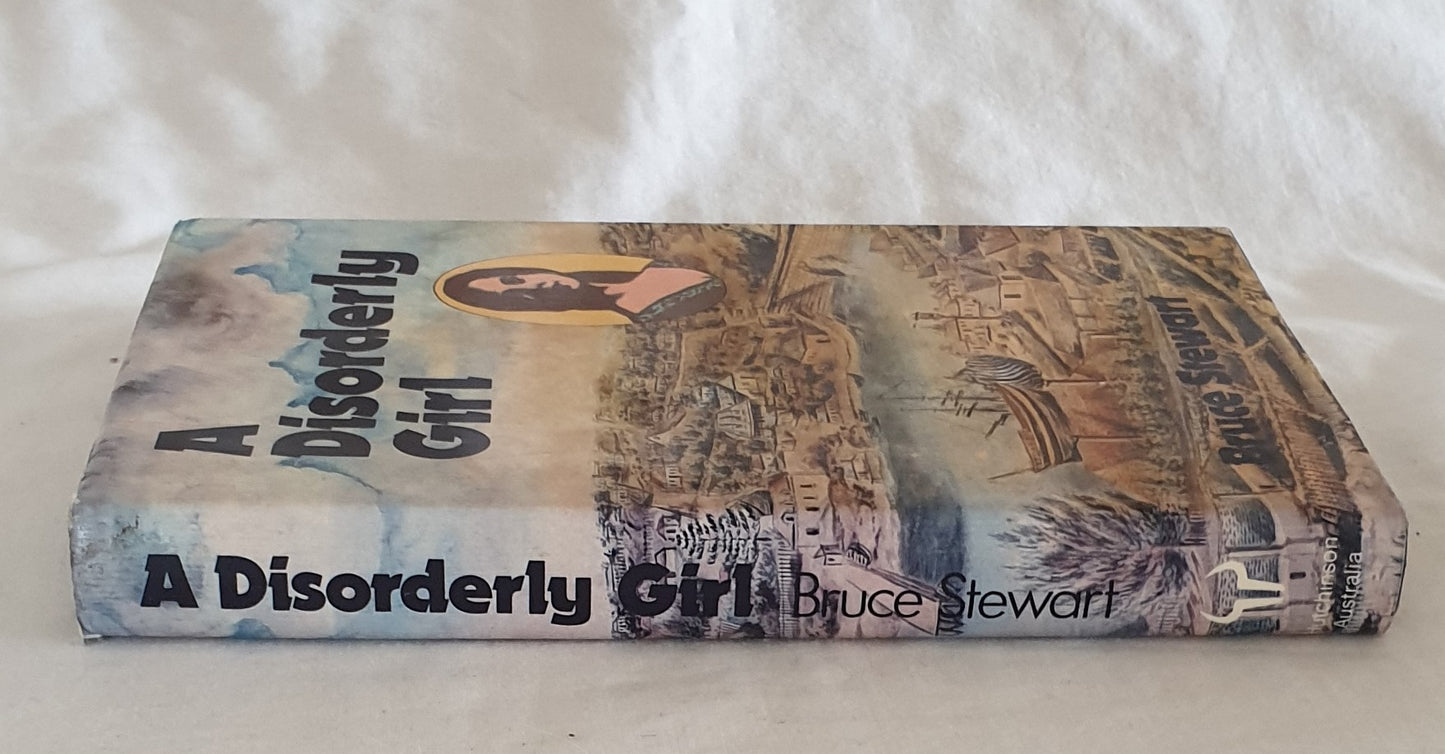 A
Disorderly
Girl
Bruce Stewart
A Disorderly Girl Bruce Stewart
Hutchinson
Australia